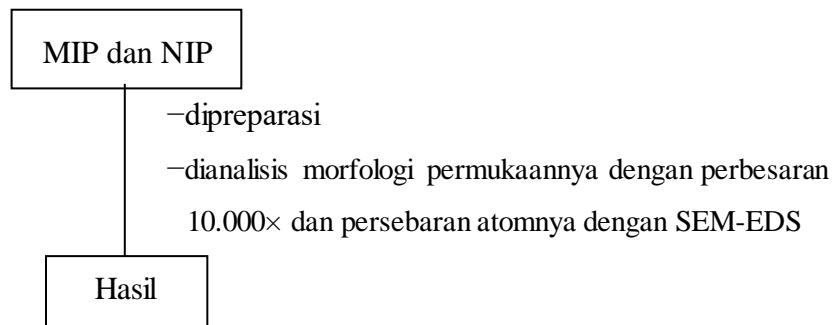 MIP dan NIP
−dipreparasi
−dianalisis morfologi permukaannya dengan perbesaran
10.000× dan persebaran atomnya dengan SEM-EDS
Hasil